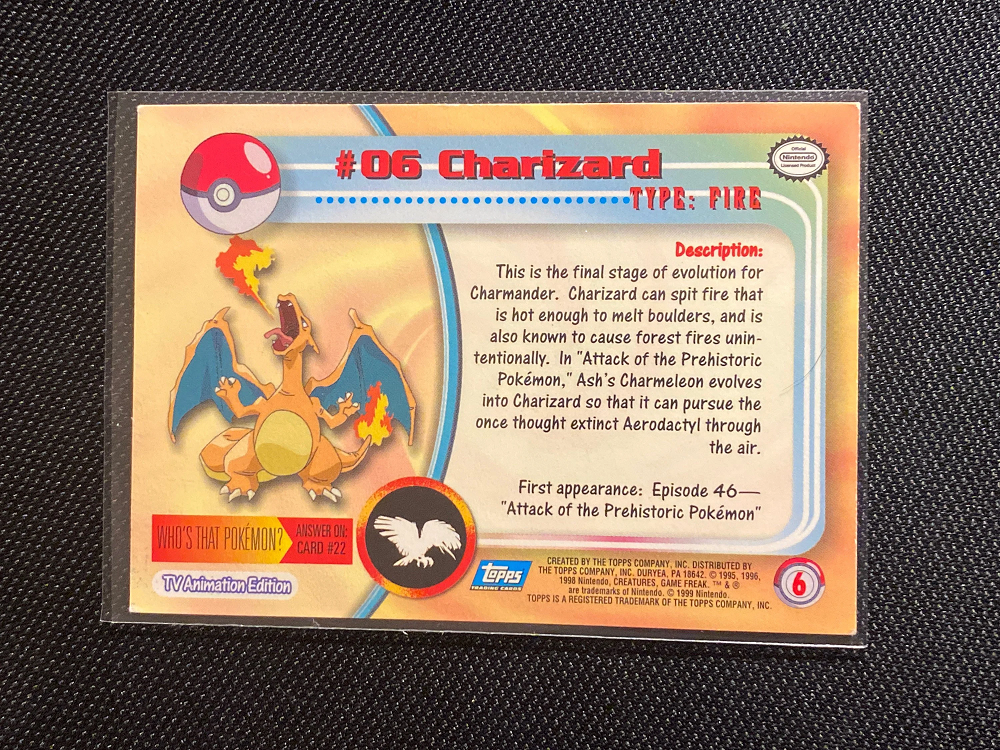 #06 Charizard
TYPE: FIRE
Official
Nintendo
Licensed Product
Description:
This is the final stage of evolution for
Charmander. Charizard can spit fire that
is hot enough to melt boulders, and is
also known to cause forest fires unin-
tentionally. In "Attack of the Prehistoric
Pokémon," Ash's Charmeleon evolves
into Charizard so that it can pursue the
once thought extinct Aerodactyl through
the air.
First appearance: Episode 46—
"Attack of the Prehistoric Pokémon"
WHO'S THAT POKÉMON?
ANSWER ON:
CARD #22
TV Animation Edition
topps
TRADING CARDS
CREATED BY THE TOPPS COMPANY, INC. DISTRIBUTED BY
THE TOPPS COMPANY, INC. DURYEA, PA 18642. © 1995, 1996,
1998 Nintendo, CREATURES, GAME FREAK. ™ & ®
are trademarks of Nintendo. © 1999 Nintendo.
TOPPS IS A REGISTERED TRADEMARK OF THE TOPPS COMPANY, INC.
6